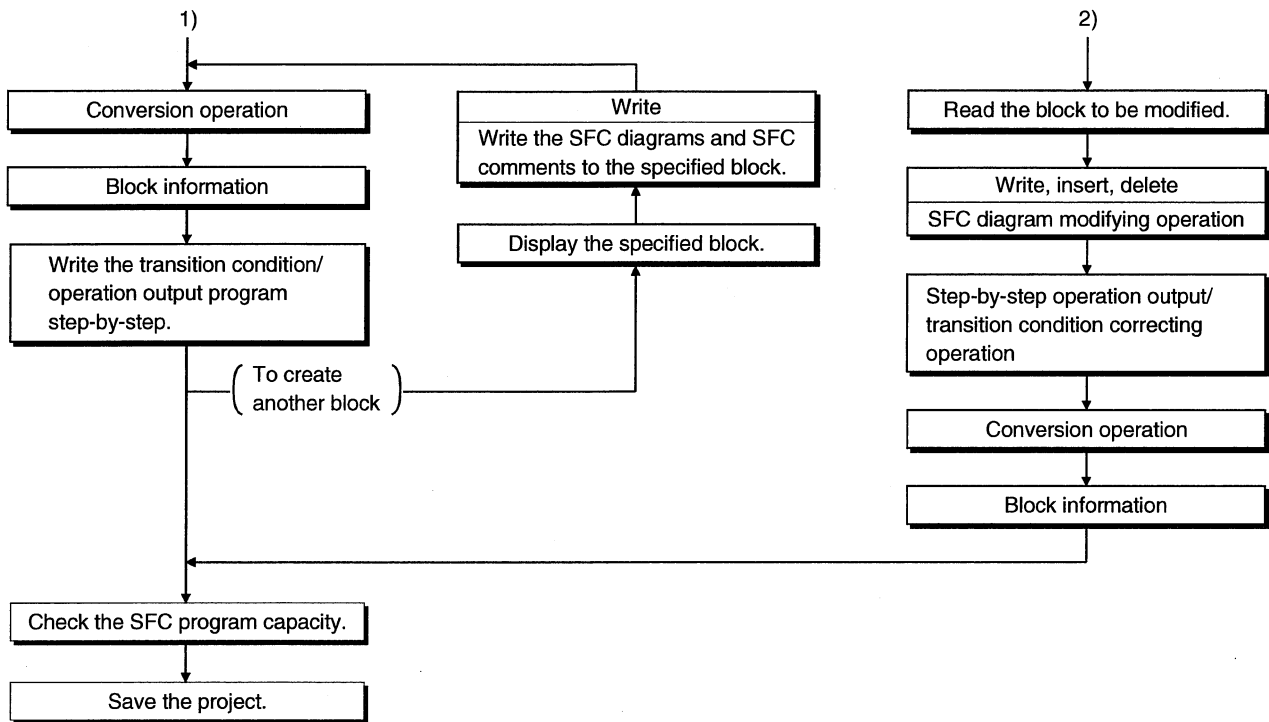 1)
Conversion operation
Block information
Write the transition condition/
operation output program
step-by-step.
To create
another block
Write
Write the SFC diagrams and SFC
comments to the specified block.
Display the specified block.
2)
Read the block to be modified.
Write, insert, delete
SFC diagram modifying operation
Step-by-step operation output/
transition condition correcting
operation
Conversion operation
Block information
Check the SFC program capacity.
Save the project.